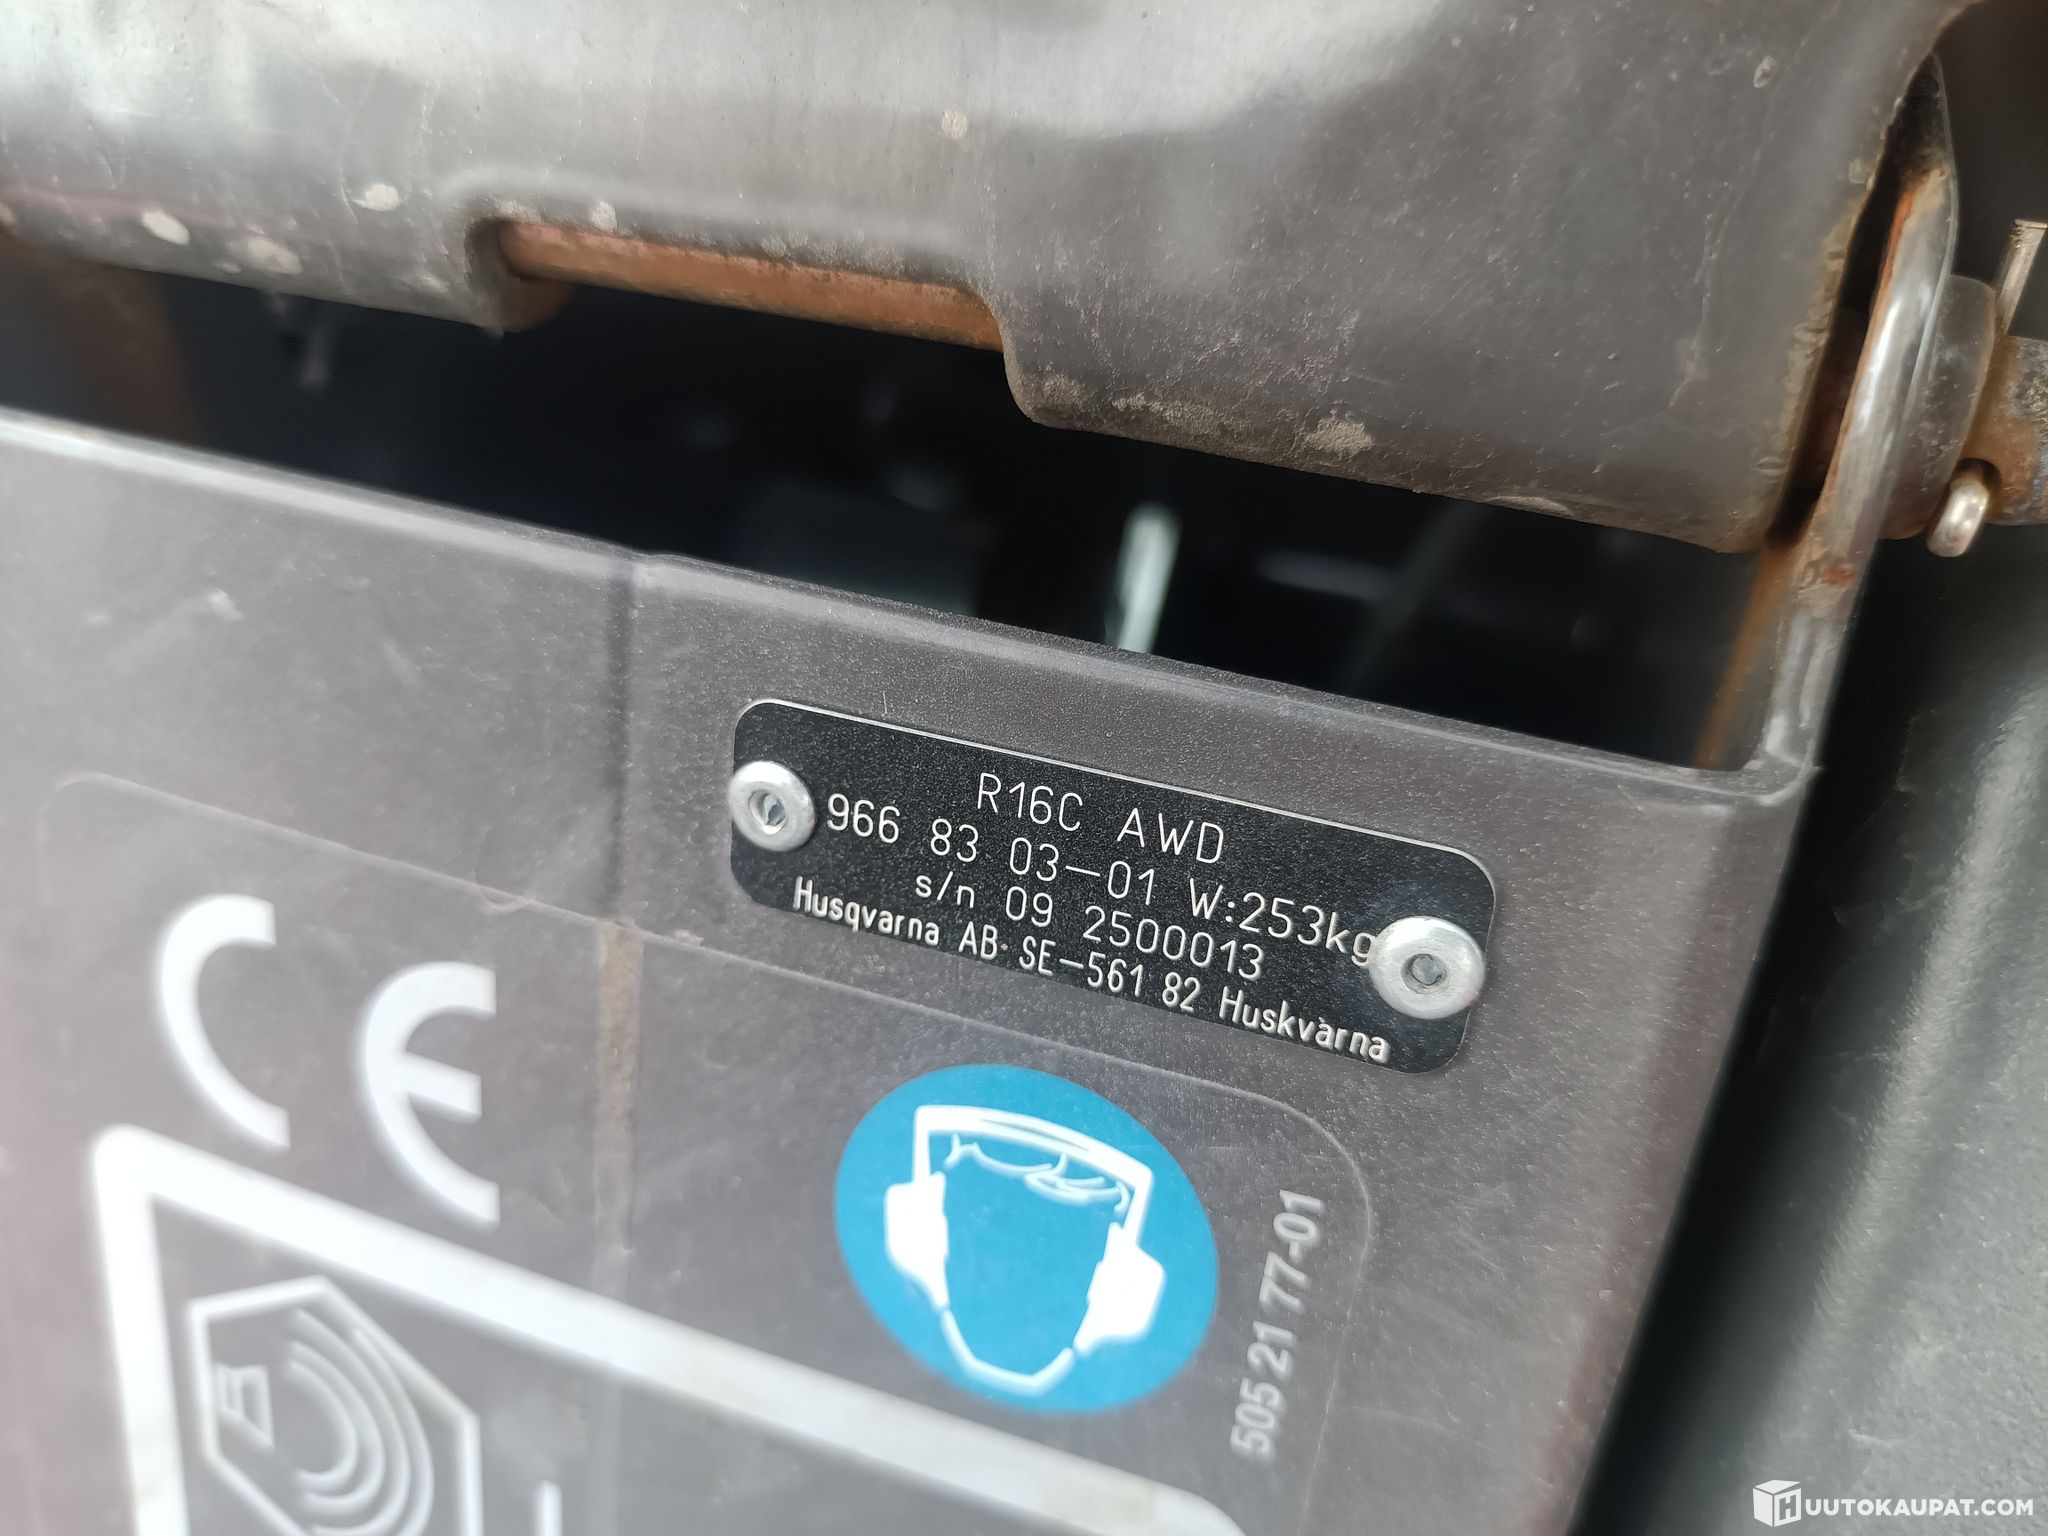 R16C AWD
966 83 03-01 W:253kg
s/n 09 2500013
Husqvarna AB SE-561 82 Huskvarna
CE
505 21 77-01
HUUTOKAUPAT.COM